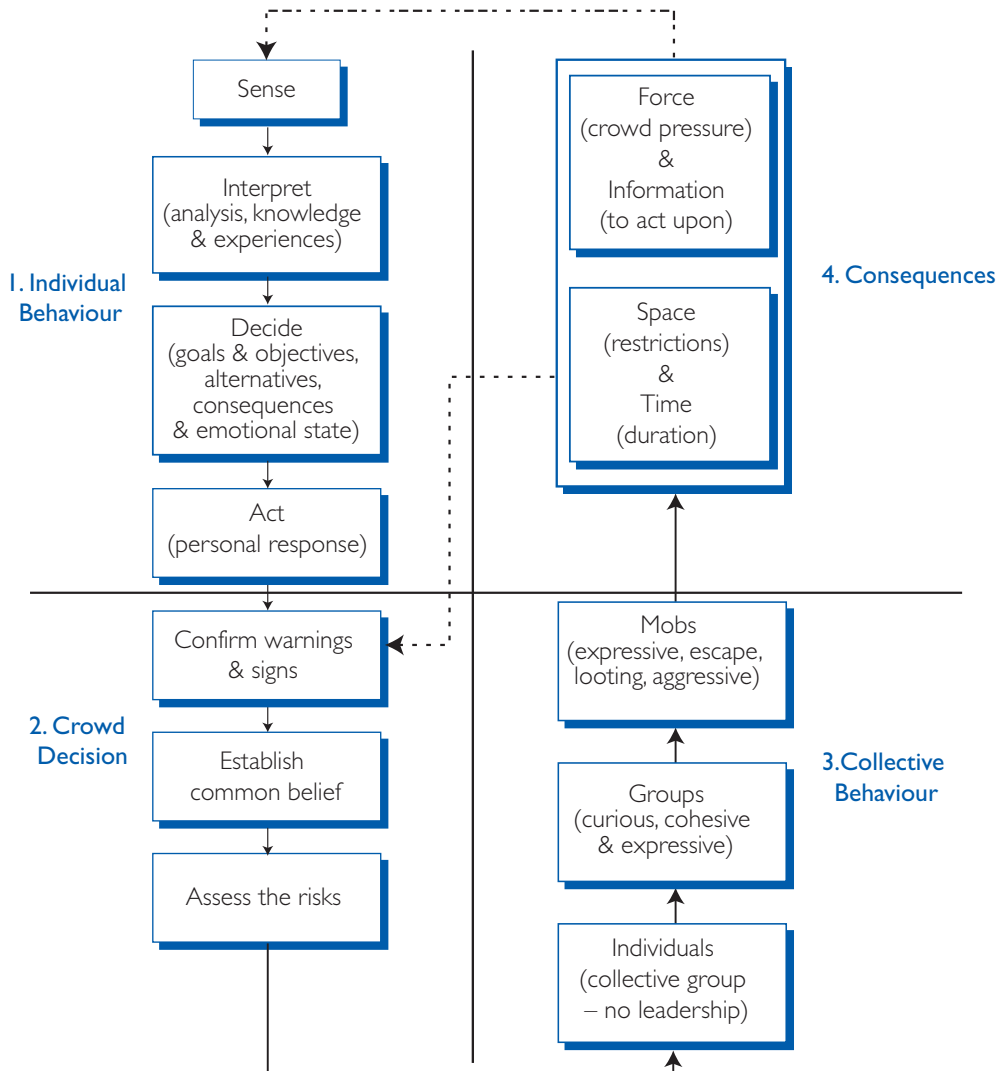 Sense
Interpret
(analysis, knowledge
& experiences)
1. Individual
Behaviour
Decide
(goals & objectives,
alternatives,
consequences
& emotional state)
Act
(personal response)
Confirm warnings
& signs
2. Crowd
Decision
Establish
common belief
Assess the risks
Force
(crowd pressure)
&
Information
(to act upon)
4. Consequences
Space
(restrictions)
&
Time
(duration)
Mobs
(expressive, escape,
looting, aggressive)
3.Collective
Behaviour
Groups
(curious, cohesive
& expressive)
Individuals
(collective group
– no leadership)